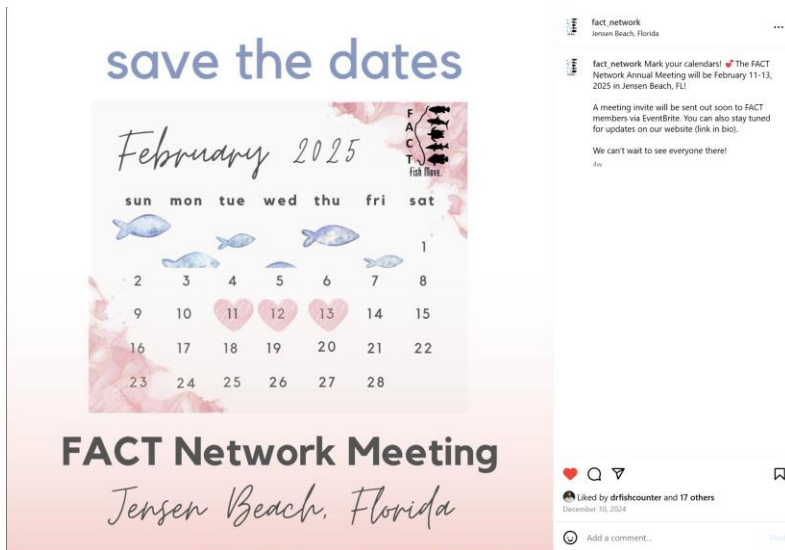 save the dates
February 2025
FACT
Fish Move.
sun mon tue wed thu fri sat
1
2 3 4 5 6 7 8
9 10 11 12 13 14 15
16 17 18 19 20 21 22
23 24 25 26 27 28
FACT Network Meeting
Jensen Beach, Florida
fact_network
Jensen Beach, Florida
fact_network Mark your calendars! 💕 The FACT
Network Annual Meeting will be February 11-13,
2025 in Jensen Beach, FL!
A meeting invite will be sent out soon to FACT
members via EventBrite. You can also stay tuned
for updates on our website (link in bio).
We can't wait to see everyone there!
4w
Liked by drfishcounter and 17 others
December 10, 2024
Add a comment...
Post